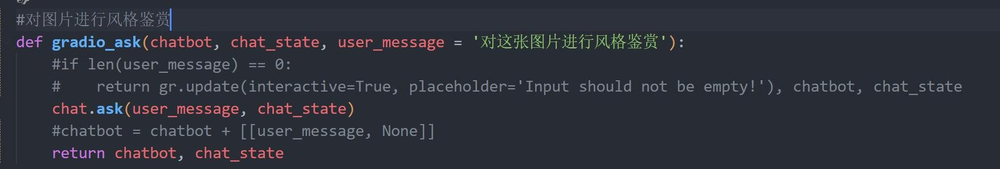 #对图片进行风格鉴赏
def gradio_ask(chatbot, chat_state, user_message = '对这张图片进行风格鉴赏'):
    #if len(user_message) == 0:
    #    return gr.update(interactive=True, placeholder='Input should not be empty!'), chatbot, chat_state
    chat.ask(user_message, chat_state)
    #chatbot = chatbot + [[user_message, None]]
    return chatbot, chat_state